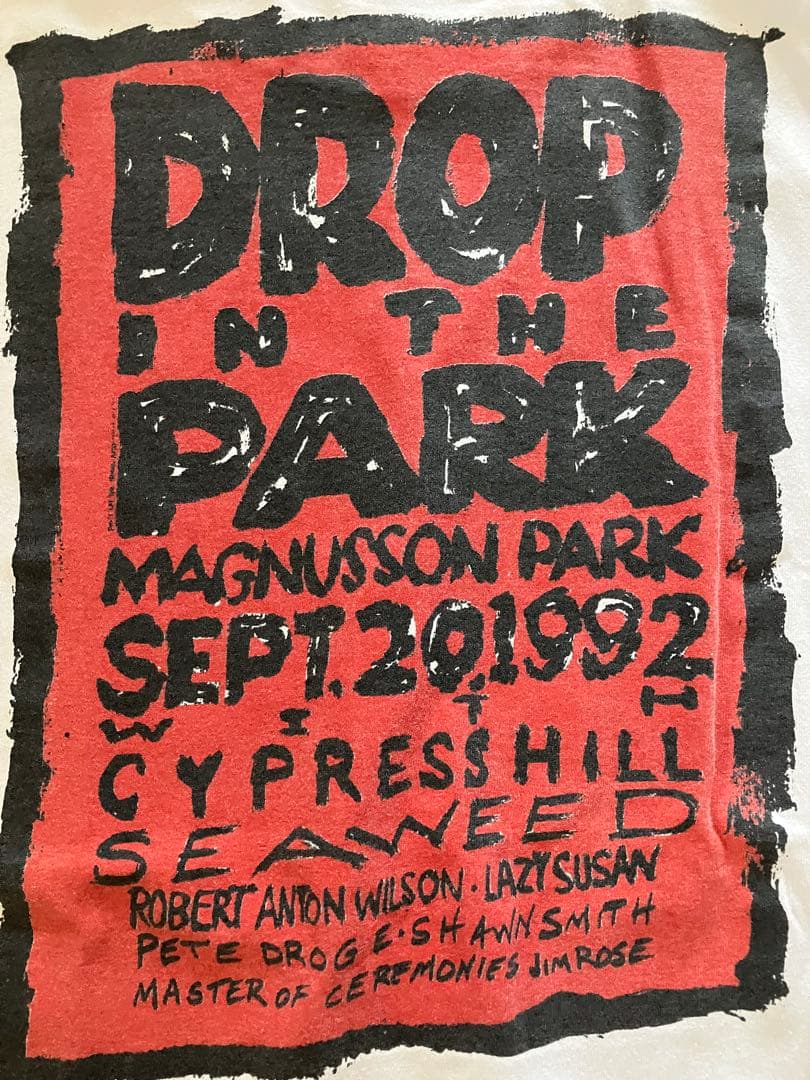 DROP
IN THE
PARK
MAGNUSSON PARK
SEPT.20.1992
WITH
CYPRESS HILL
SEAWEED
ROBERT ANTON WILSON · LAZY SUSAN
PETE DROGE · SHAWN SMITH
MASTER OF CEREMONIES JIM ROSE